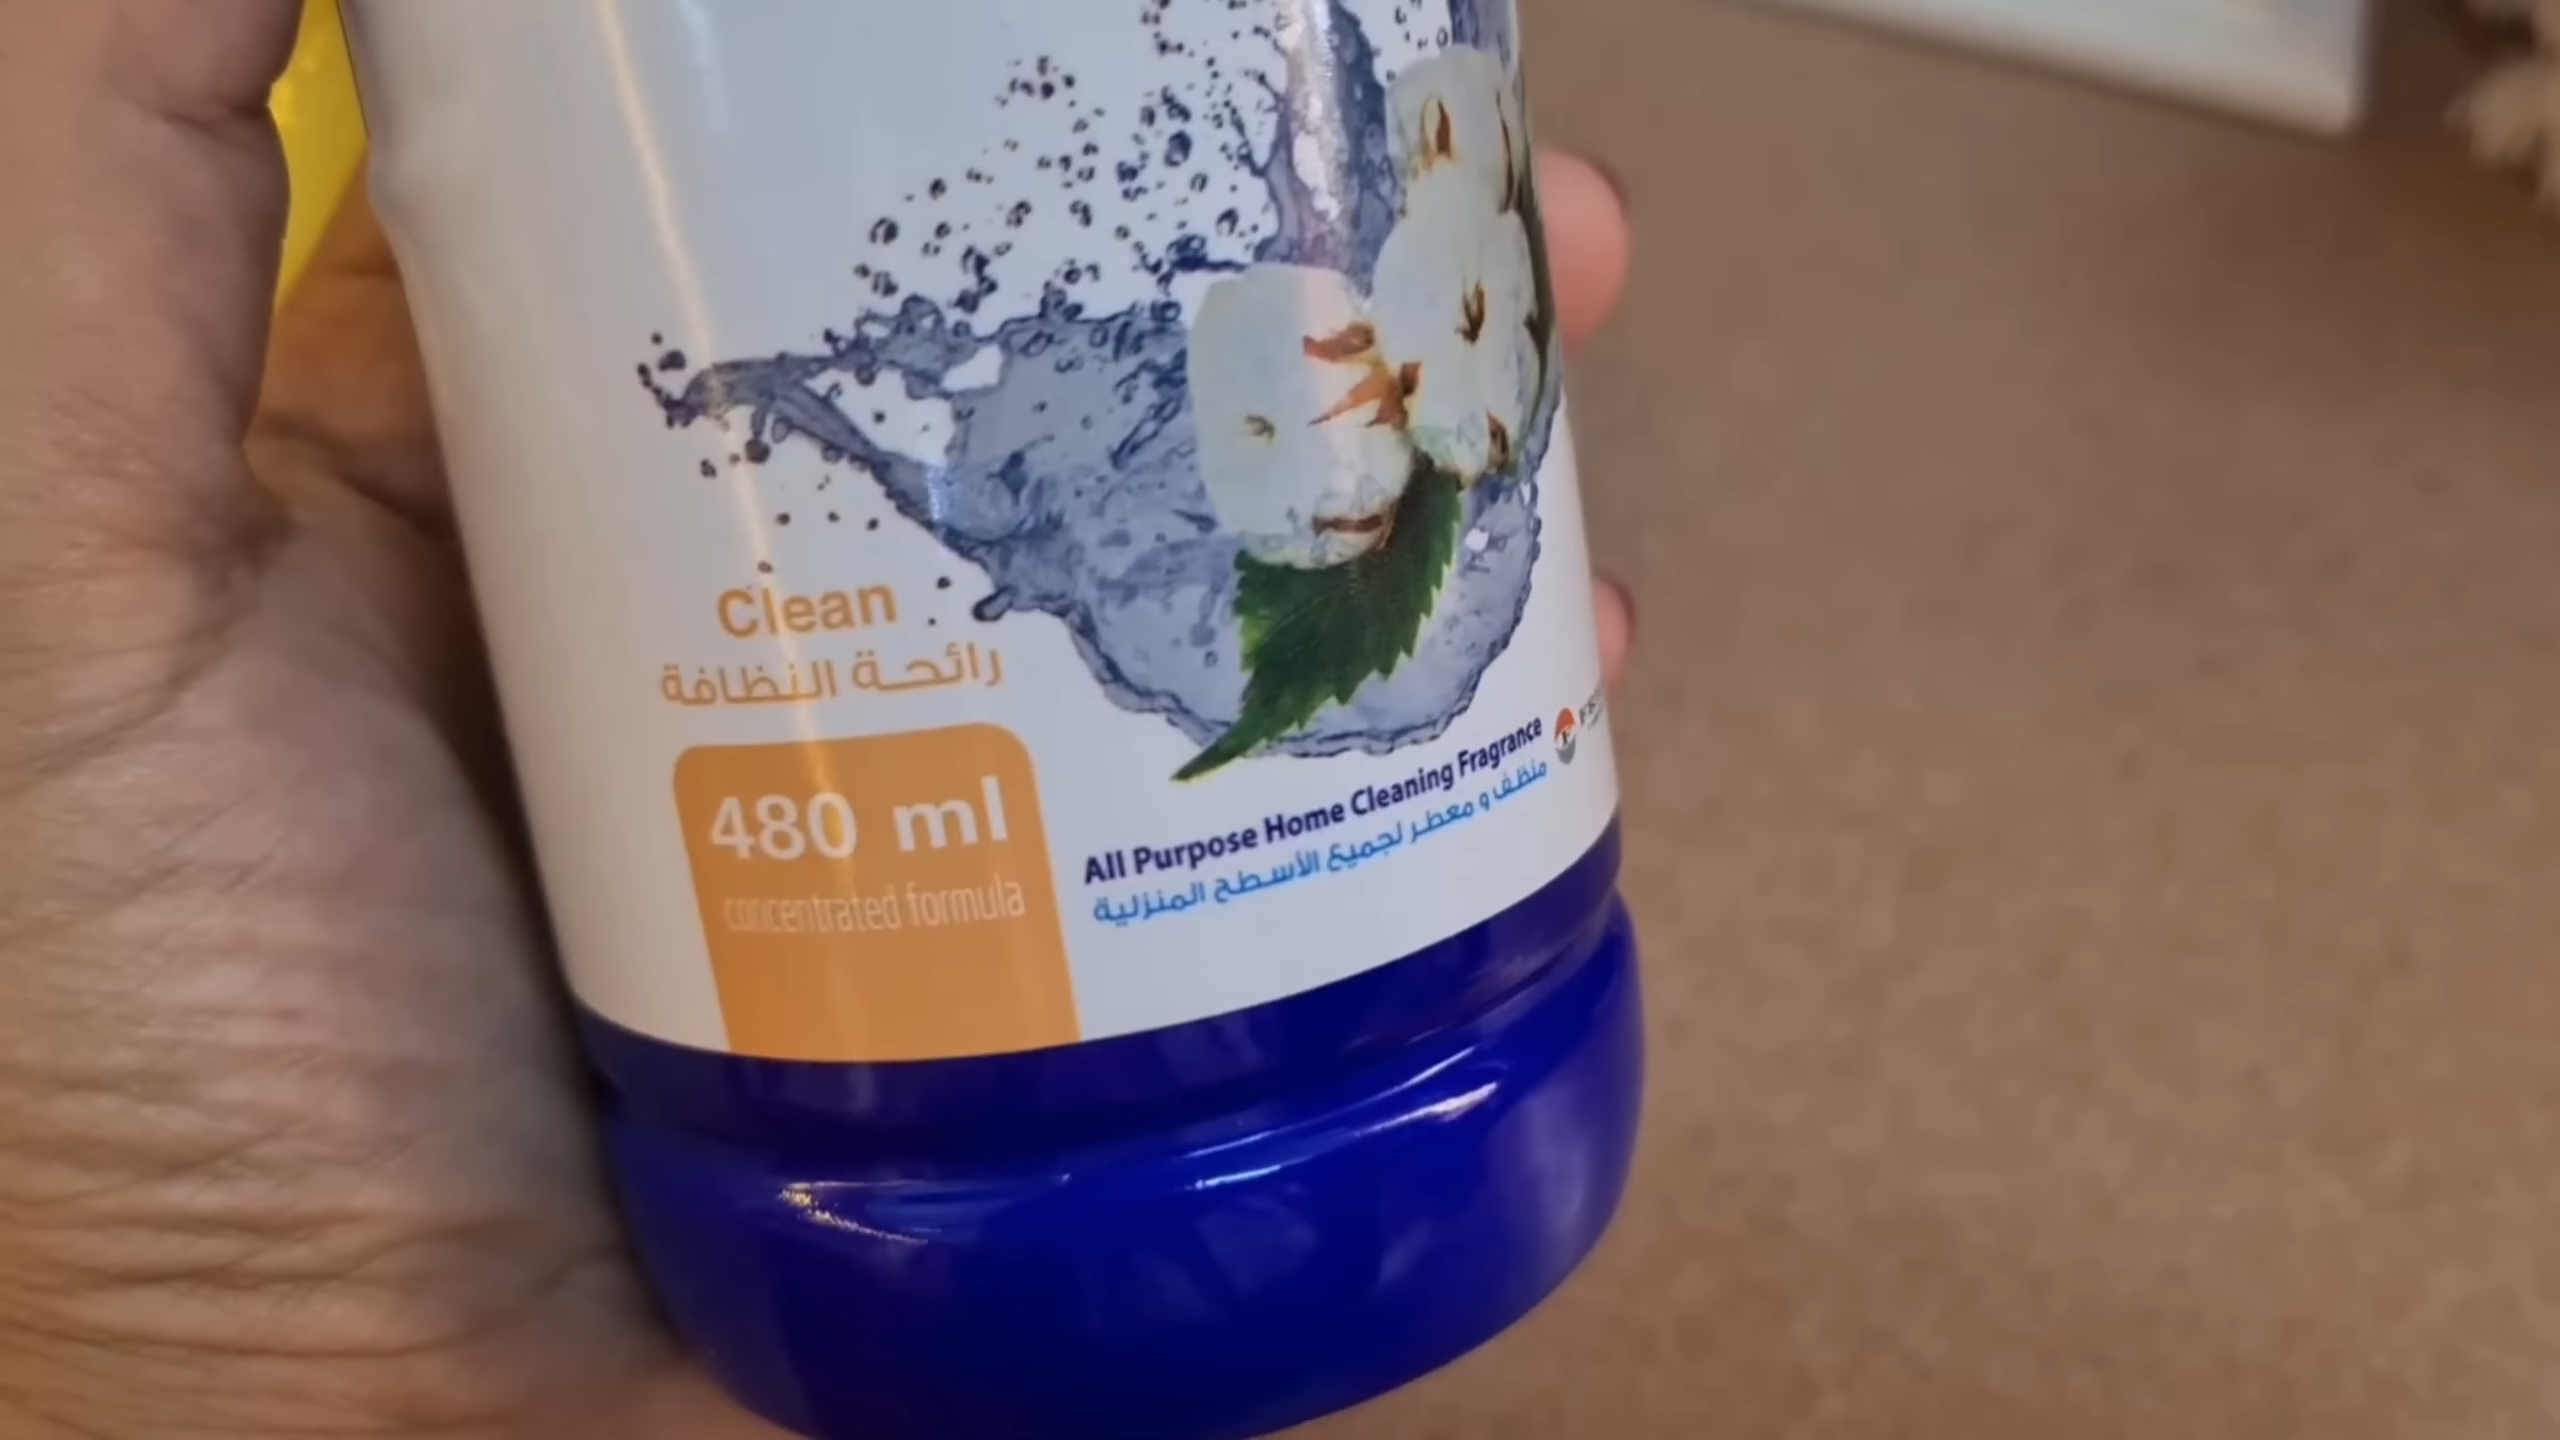 Clean
رائحة النظافة
480 ml
concentrated formula
All Purpose Home Cleaning Fragrance
منظف و معطر لجميع الأسطح المنزلية